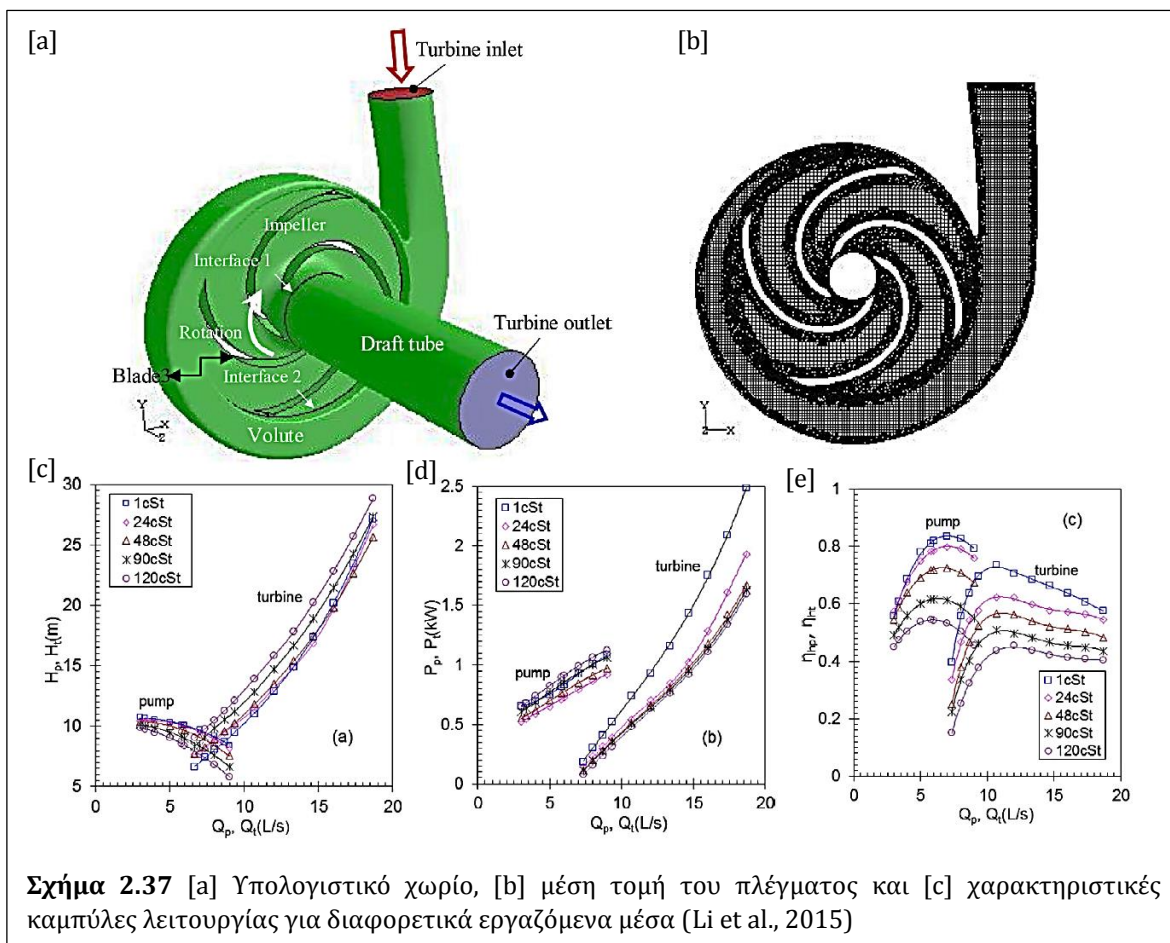 [a]
Turbine inlet
Impeller
Interface 1
Rotation
Blade3
Interface 2
Volute
Draft tube
Turbine outlet
Y
X
Z
[b]
Y
Z
X
[c]
30
25
20
15
10
5
Hp, Ht(m)
1cSt
24cSt
48cSt
90cSt
120cSt
turbine
pump
(a)
0 5 10 15 20
Qp, Qt(L/s)
[d]
2.5
2
1.5
1
0.5
0
Pp, Pt(kW)
1cSt
24cSt
48cSt
90cSt
120cSt
turbine
pump
(b)
0 5 10 15 20
Qp, Qt(L/s)
[e]
1
0.8
0.6
0.4
0.2
0
pump
(c)
turbine
1cSt
24cSt
48cSt
90cSt
120cSt
0 5 10 15 20
Qp, Qt(L/s)
Σχήμα 2.37 [a] Υπολογιστικό χωρίο, [b] μέση τομή του πλέγματος και [c] χαρακτηριστικές
καμπύλες λειτουργίας για διαφορετικά εργαζόμενα μέσα (Li et al., 2015)